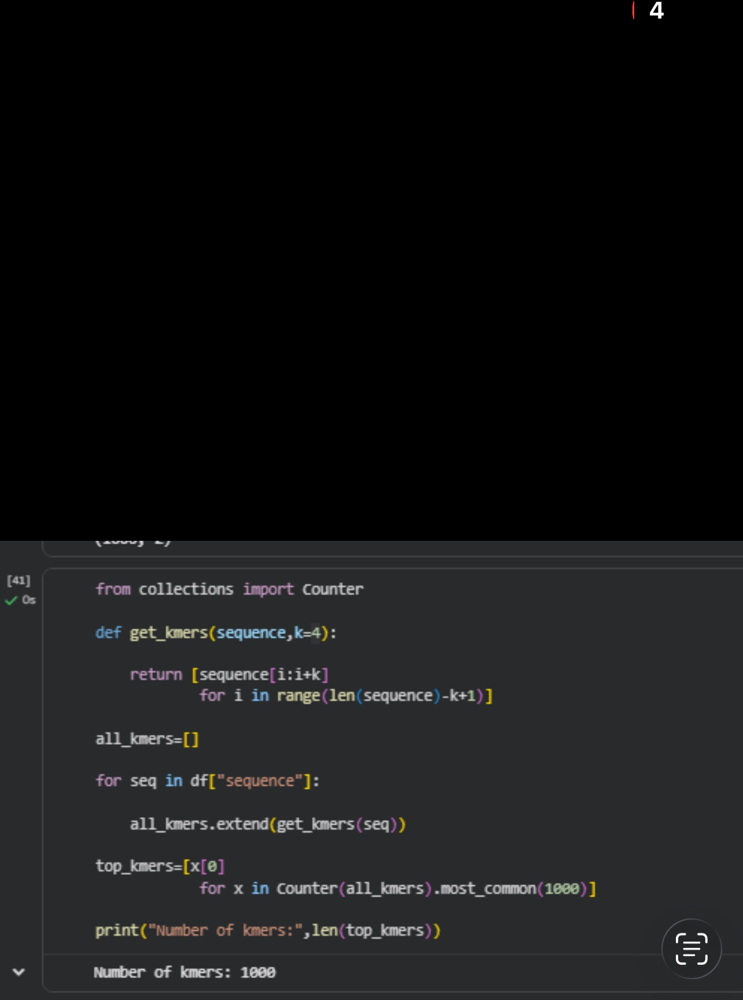 4
[41]
0s
from collections import Counter
def get_kmers(sequence,k=4):
return [sequence[i:i+k]
for i in range(len(sequence)-k+1)]
all_kmers=[]
for seq in df["sequence"]:
all_kmers.extend(get_kmers(seq))
top_kmers=[x[0]
for x in Counter(all_kmers).most_common(1000)]
print("Number of kmers:",len(top_kmers))
Number of kmers: 1000